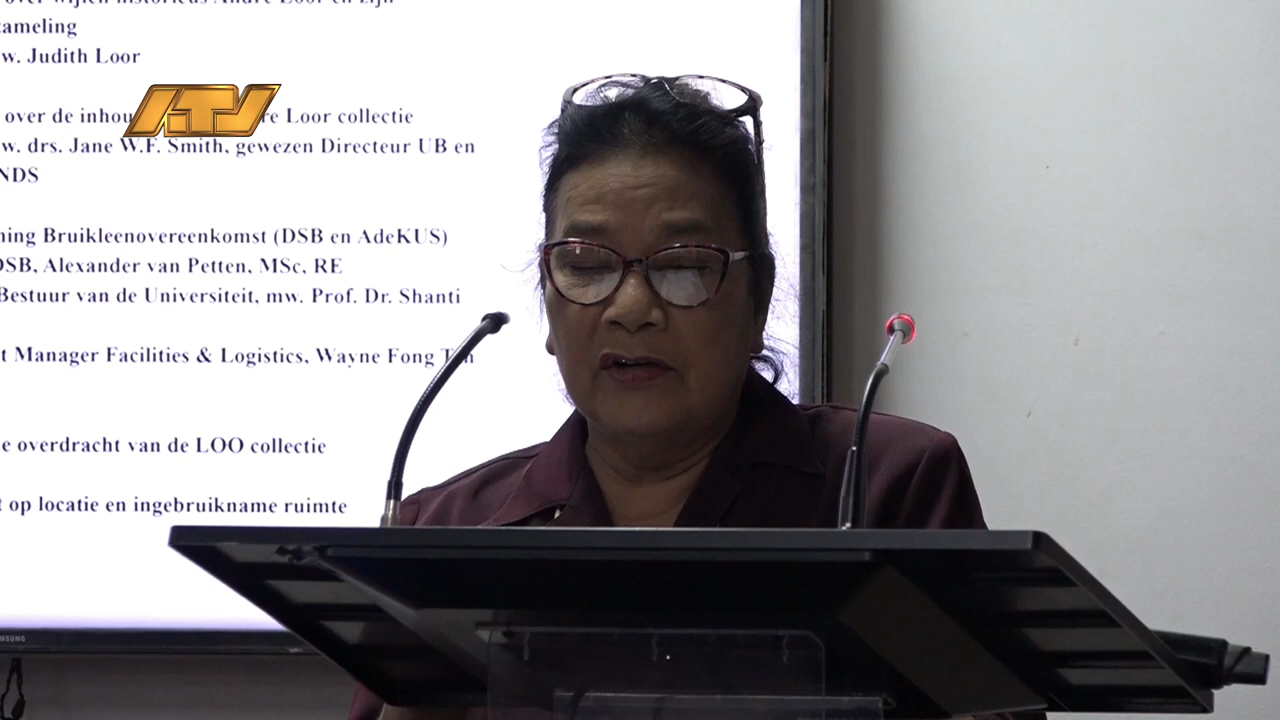 over wijlen historicus André Loor en zijn
zameling
w. Judith Loor
over de inhou re Loor collectie
w. drs. Jane W.F. Smith, gewezen Directeur UB en
NDS
ning Bruikleenovereenkomst (DSB en AdeKUS)
DSB, Alexander van Petten, MSc, RE
Bestuur van de Universiteit, mw. Prof. Dr. Shanti
t Manager Facilities & Logistics, Wayne Fong T n
e overdracht van de LOO collectie
t op locatie en ingebruikname ruimte
ATV
SAMSUNG